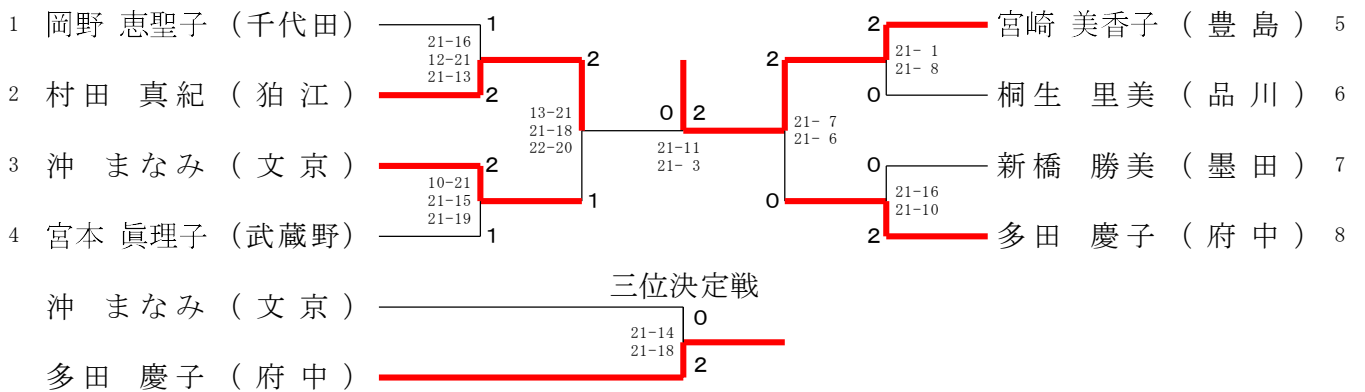 1 岡野 恵聖子 （千代田） 1
21-16
12-21
21-13
2 村田 真紀 （ 狛 江 ） 2
2
3 沖 まなみ （ 文 京 ） 2
10-21
21-15
21-19
4 宮本 眞理子 （武蔵野） 1
1
13-21
21-18
22-20
0 2
21-11
21- 3
2 宮崎 美香子 （ 豊 島 ） 5
21- 1
21- 8
0 桐生 里美 （ 品 川 ） 6
2
21- 7
21- 6
0 新橋 勝美 （ 墨 田 ） 7
21-16
21-10
2 多田 慶子 （ 府 中 ） 8
0
三位決定戦
沖 まなみ （ 文 京 ） 0
21-14
21-18
多田 慶子 （ 府 中 ） 2